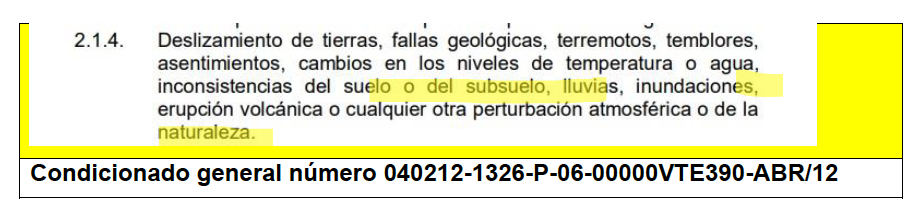 2.1.4. Deslizamiento de tierras, fallas geológicas, terremotos, temblores,
asentimientos, cambios en los niveles de temperatura o agua,
inconsistencias del suelo o del subsuelo, lluvias, inundaciones,
erupción volcánica o cualquier otra perturbación atmosférica o de la
naturaleza.
Condicionado general número 040212-1326-P-06-00000VTE390-ABR/12